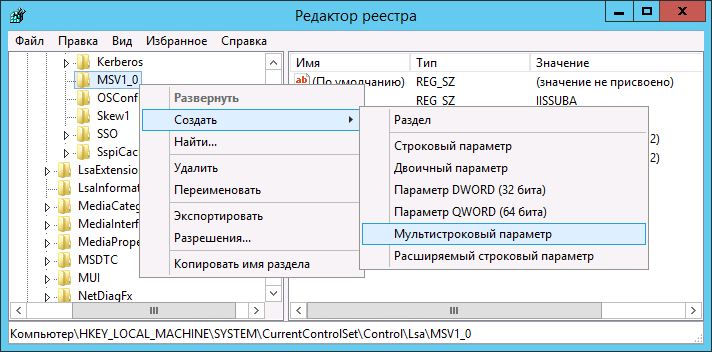 Редактор реестра
Файл Правка Вид Избранное Справка
Kerberos
MSV1_0
OSConf
Skew1
SSO
SspiCac
LsaExtension
LsaInformat
MediaCateg
MediaInterf
MediaPrope
MSDTC
MUI
NetDiagFx
Имя Тип Значение
ab (По умолчанию) REG_SZ (значение не присвоено)
REG_SZ IISSUBA
2)
2)
Развернуть
Создать
Найти...
Удалить
Переименовать
Экспортировать
Разрешения...
Копировать имя раздела
Раздел
Строковый параметр
Двоичный параметр
Параметр DWORD (32 бита)
Параметр QWORD (64 бита)
Мультистроковый параметр
Расширяемый строковый параметр
Компьютер\HKEY_LOCAL_MACHINE\SYSTEM\CurrentControlSet\Control\Lsa\MSV1_0